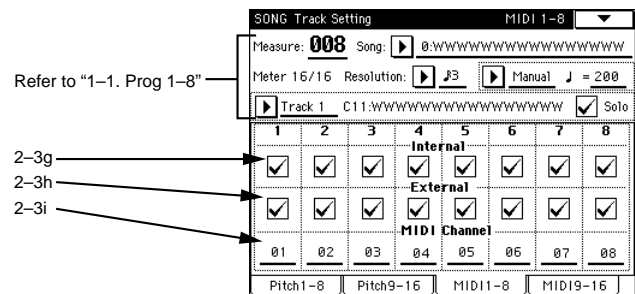 SONG Track Setting MIDI 1–8
Measure: 008 Song: 0:WWWWWWWWWWWWWWWW
Refer to “1–1. Prog 1–8”
Meter 16/16 Resolution: ♪3 Manual ♩ = 200
Track 1 C11:WWWWWWWWWWWWWWWW Solo
1 2 3 4 5 6 7 8
Internal
2–3g
External
2–3h
MIDI Channel
2–3i
01 02 03 04 05 06 07 08
Pitch1–8 Pitch9–16 MIDI1–8 MIDI9–16